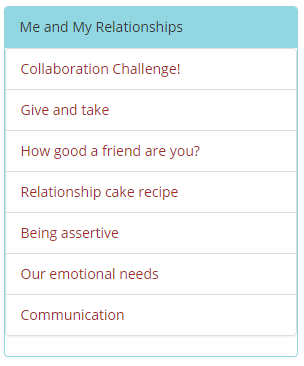 Me and My Relationships
Collaboration Challenge!
Give and take
How good a friend are you?
Relationship cake recipe
Being assertive
Our emotional needs
Communication